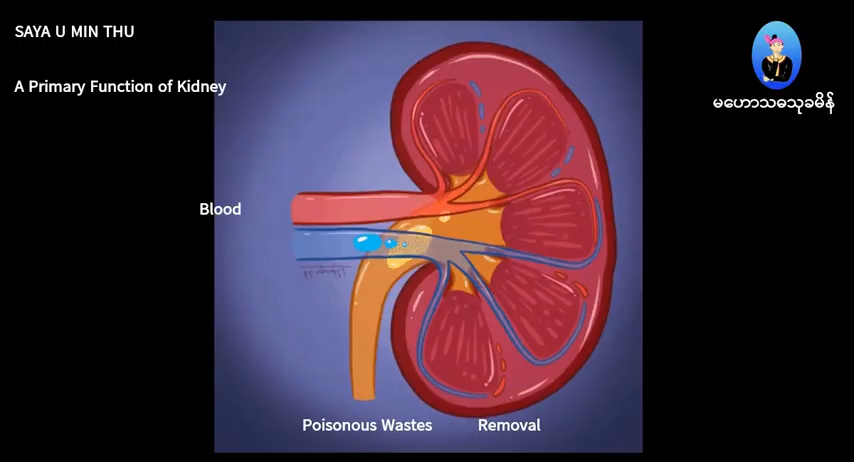 SAYA U MIN THU
A Primary Function of Kidney
မဟောသဓသုခမိန်
Blood
Poisonous Wastes Removal